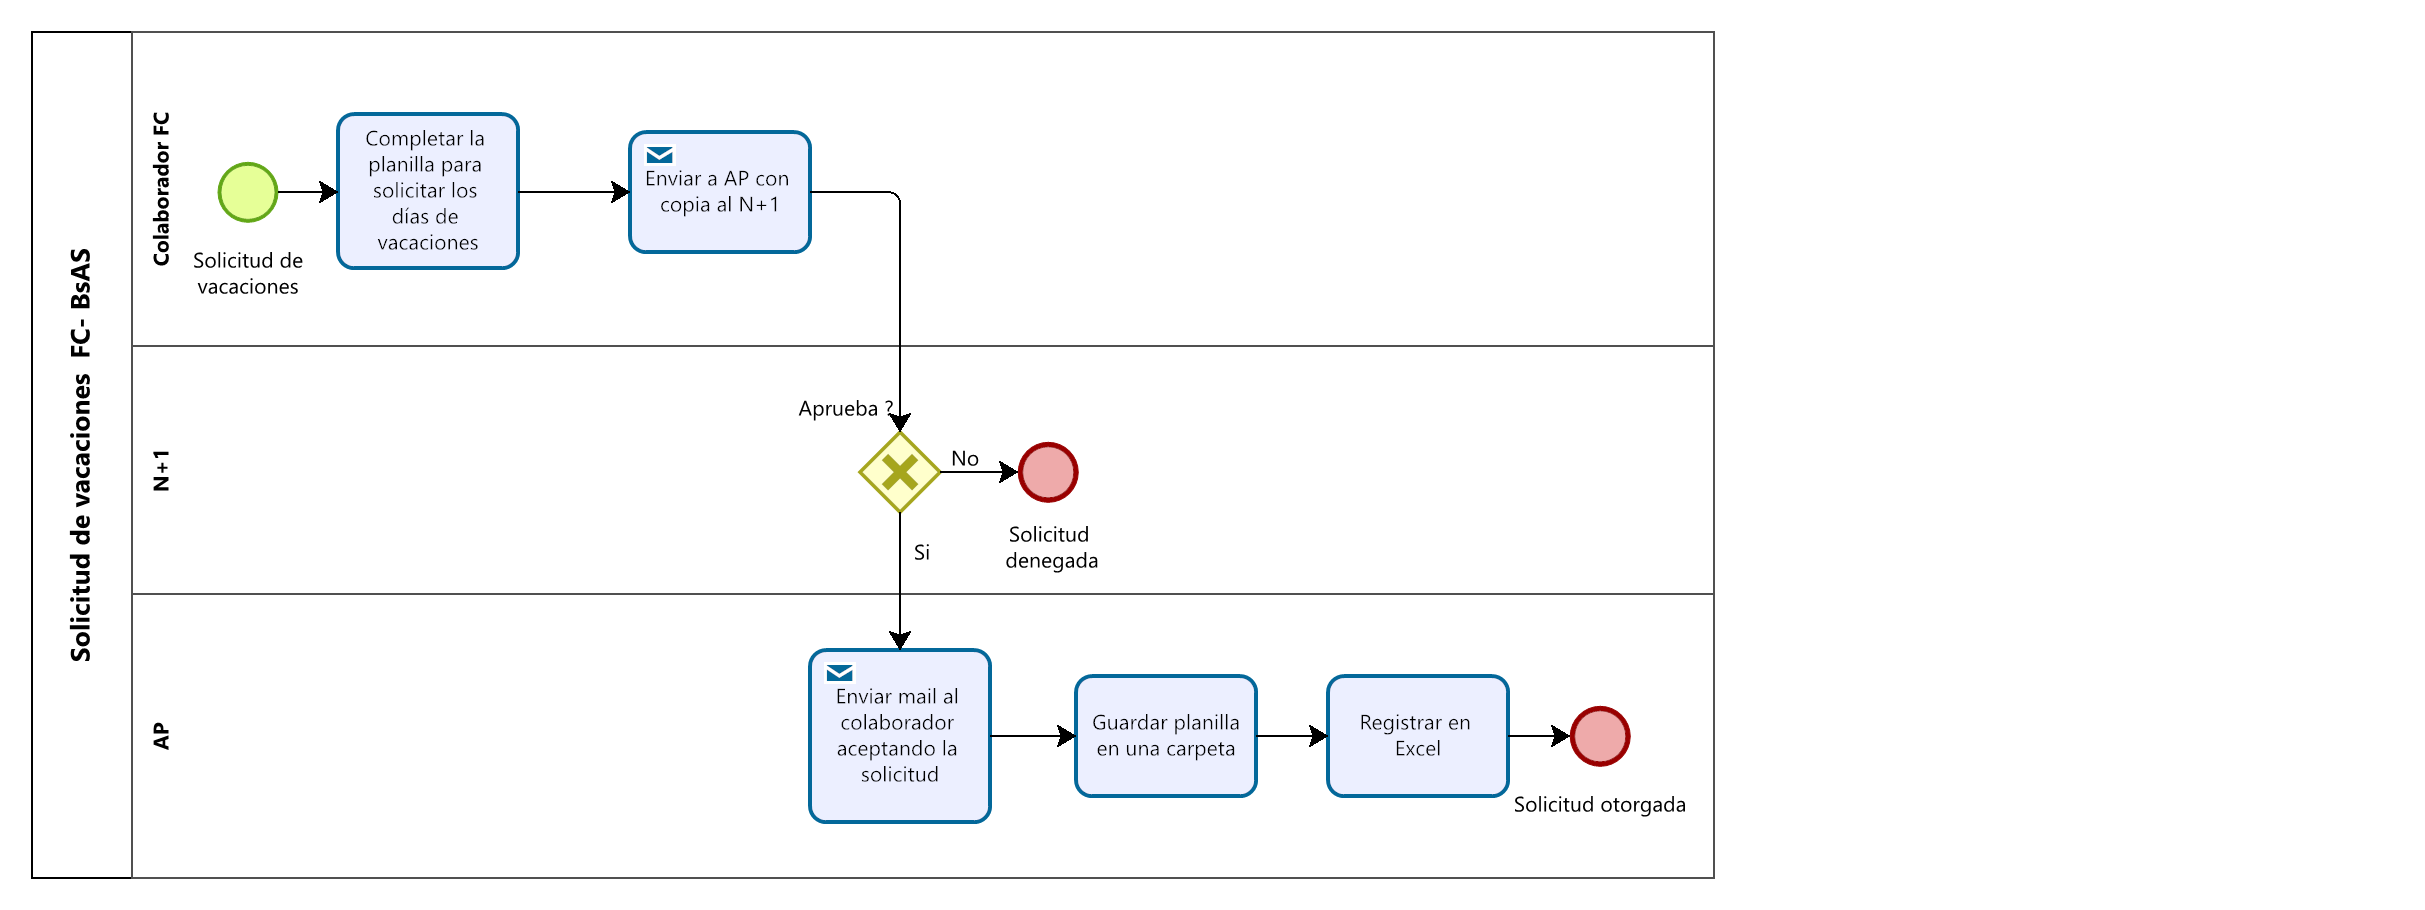 Solicitud de vacaciones FC- BsAS
Colaborador FC
Solicitud de
vacaciones
Completar la
planilla para
solicitar los
días de
vacaciones
Enviar a AP con
copia al N+1
N+1
Aprueba ?
No
Solicitud
denegada
Si
AP
Enviar mail al
colaborador
aceptando la
solicitud
Guardar planilla
en una carpeta
Registrar en
Excel
Solicitud otorgada